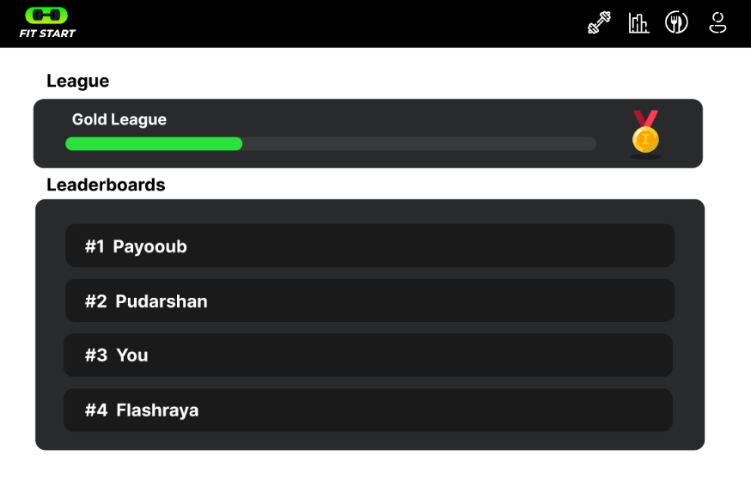 FIT START
League
Gold League
Leaderboards
#1 Payooub
#2 Pudarshan
#3 You
#4 Flashraya